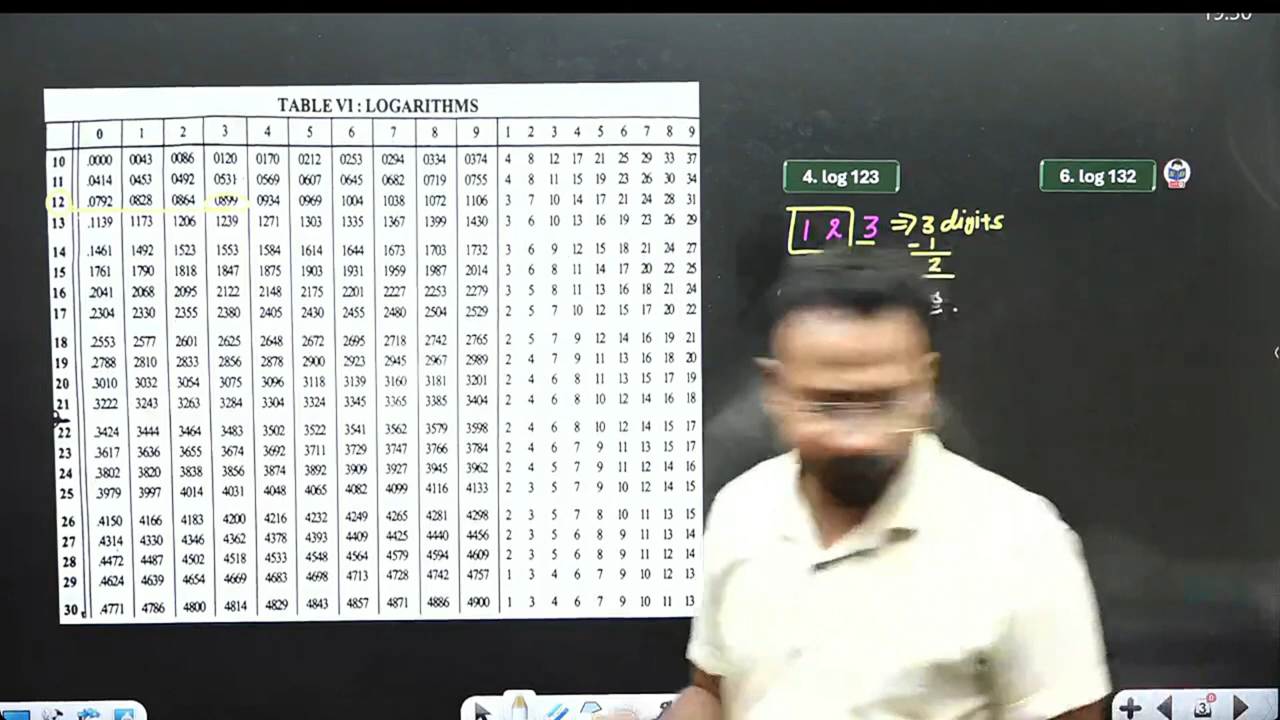 TABLE VI : LOGARITHMS
0 1 2 3 4 5 6 7 8 9 1 2 3 4 5 6 7 8 9
10 .0000 0043 0086 0120 0170 0212 0253 0294 0334 0374 4 8 12 17 21 25 29 33 37
11 .0414 0453 0492 0531 0569 0607 0645 0682 0719 0755 4 8 11 15 19 23 26 30 34
12 .0792 0828 0864 0899 0934 0969 1004 1038 1072 1106 3 7 10 14 17 21 24 28 31
13 .1139 1173 1206 1239 1271 1303 1335 1367 1399 1430 3 6 10 13 16 19 23 26 29
14 .1461 1492 1523 1553 1584 1614 1644 1673 1703 1732 3 6 9 12 15 18 21 24 27
15 1761 1790 1818 1847 1875 1903 1931 1959 1987 2014 3 6 8 11 14 17 20 22 25
16 .2041 2068 2095 2122 2148 2175 2201 2227 2253 2279 3 5 8 11 13 16 18 21 24
17 .2304 2330 2355 2380 2405 2430 2455 2480 2504 2529 2 5 7 10 12 15 17 20 22
18 .2553 2577 2601 2625 2648 2672 2695 2718 2742 2765 2 5 7 9 12 14 16 19 21
19 .2788 2810 2833 2856 2878 2900 2923 2945 2967 2989 2 4 7 9 11 13 16 18 20
20 .3010 3032 3054 3075 3096 3118 3139 3160 3181 3201 2 4 6 8 11 13 15 17 19
21 .3222 3243 3263 3284 3304 3324 3345 3365 3385 3404 2 4 6 8 10 12 14 16 18
22 .3424 3444 3464 3483 3502 3522 3541 3562 3579 3598 2 4 6 8 10 12 14 15 17
23 .3617 3636 3655 3674 3692 3711 3729 3747 3766 3784 2 4 6 7 9 11 13 15 17
24 .3802 3820 3838 3856 3874 3892 3909 3927 3945 3962 2 4 5 7 9 11 12 14 16
25 .3979 3997 4014 4031 4048 4065 4082 4099 4116 4133 2 3 5 7 9 10 12 14 15
26 .4150 4166 4183 4200 4216 4232 4249 4265 4281 4298 2 3 5 7 8 10 11 13 15
27 .4314 4330 4346 4362 4378 4393 4409 4425 4440 4456 2 3 5 6 8 9 11 13 14
28 .4472 4487 4502 4518 4533 4548 4564 4579 4594 4609 2 3 5 6 8 9 11 12 14
29 .4624 4639 4654 4669 4683 4698 4713 4728 4742 4757 1 3 4 6 7 9 10 12 13
30 .4771 4786 4800 4814 4829 4843 4857 4871 4886 4900 1 3 4 6 7 9 10 11 13
4. log 123
1 2 3 ⇒ 3 digits
- 1
2
6. log 132
3